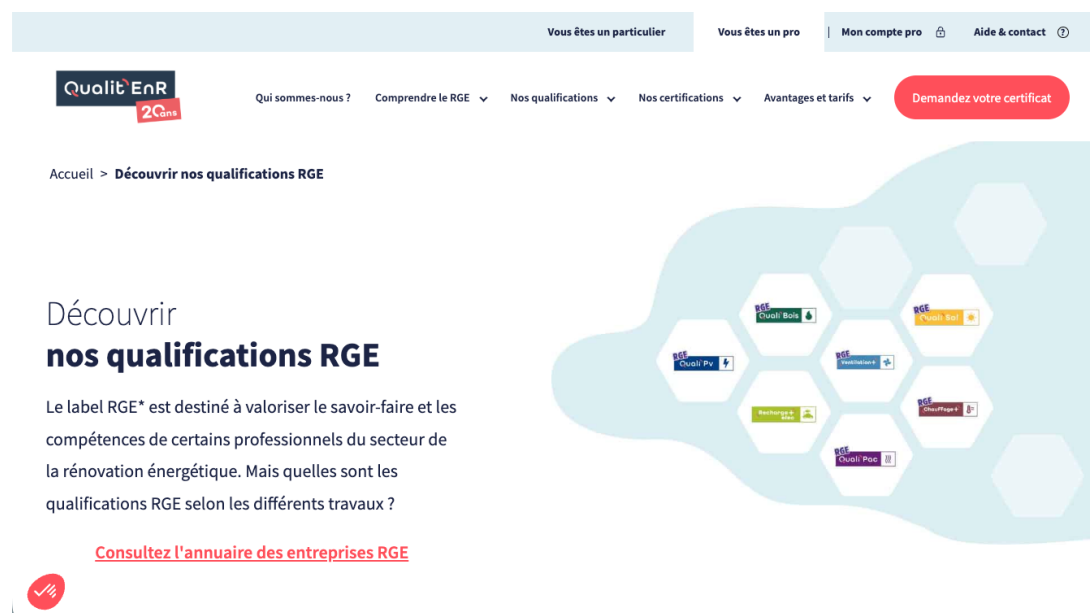 Vous êtes un particulier
Vous êtes un pro
| Mon compte pro
Aide & contact ?
Qualit'EnR
20ans
Qui sommes-nous ?
Comprendre le RGE
Nos qualifications
Nos certifications
Avantages et tarifs
Demandez votre certificat
Accueil > Découvrir nos qualifications RGE
Découvrir
nos qualifications RGE
Le label RGE* est destiné à valoriser le savoir-faire et les
compétences de certains professionnels du secteur de
la rénovation énergétique. Mais quelles sont les
qualifications RGE selon les différents travaux ?
Consultez l'annuaire des entreprises RGE
RGE
Quali'Bois
RGE
Quali'Sol
RGE
Quali'PV
RGE
Ventilation+
Recharge+
elec
RGE
Chauffage+
RGE
Quali'Pac